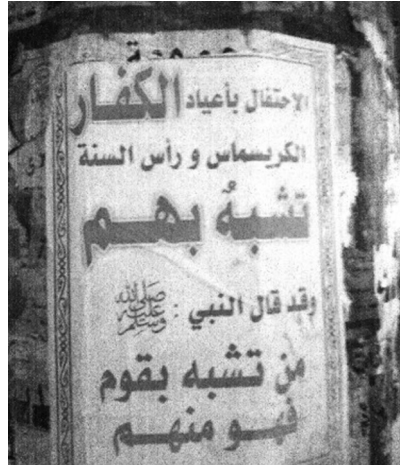 الإحتفال بأعياد الكفار
الكريسماس و رأس السنة
تشبهُ بهم
وقد قال النبي : ﷺ
من تشبه بقوم
فهو منهم